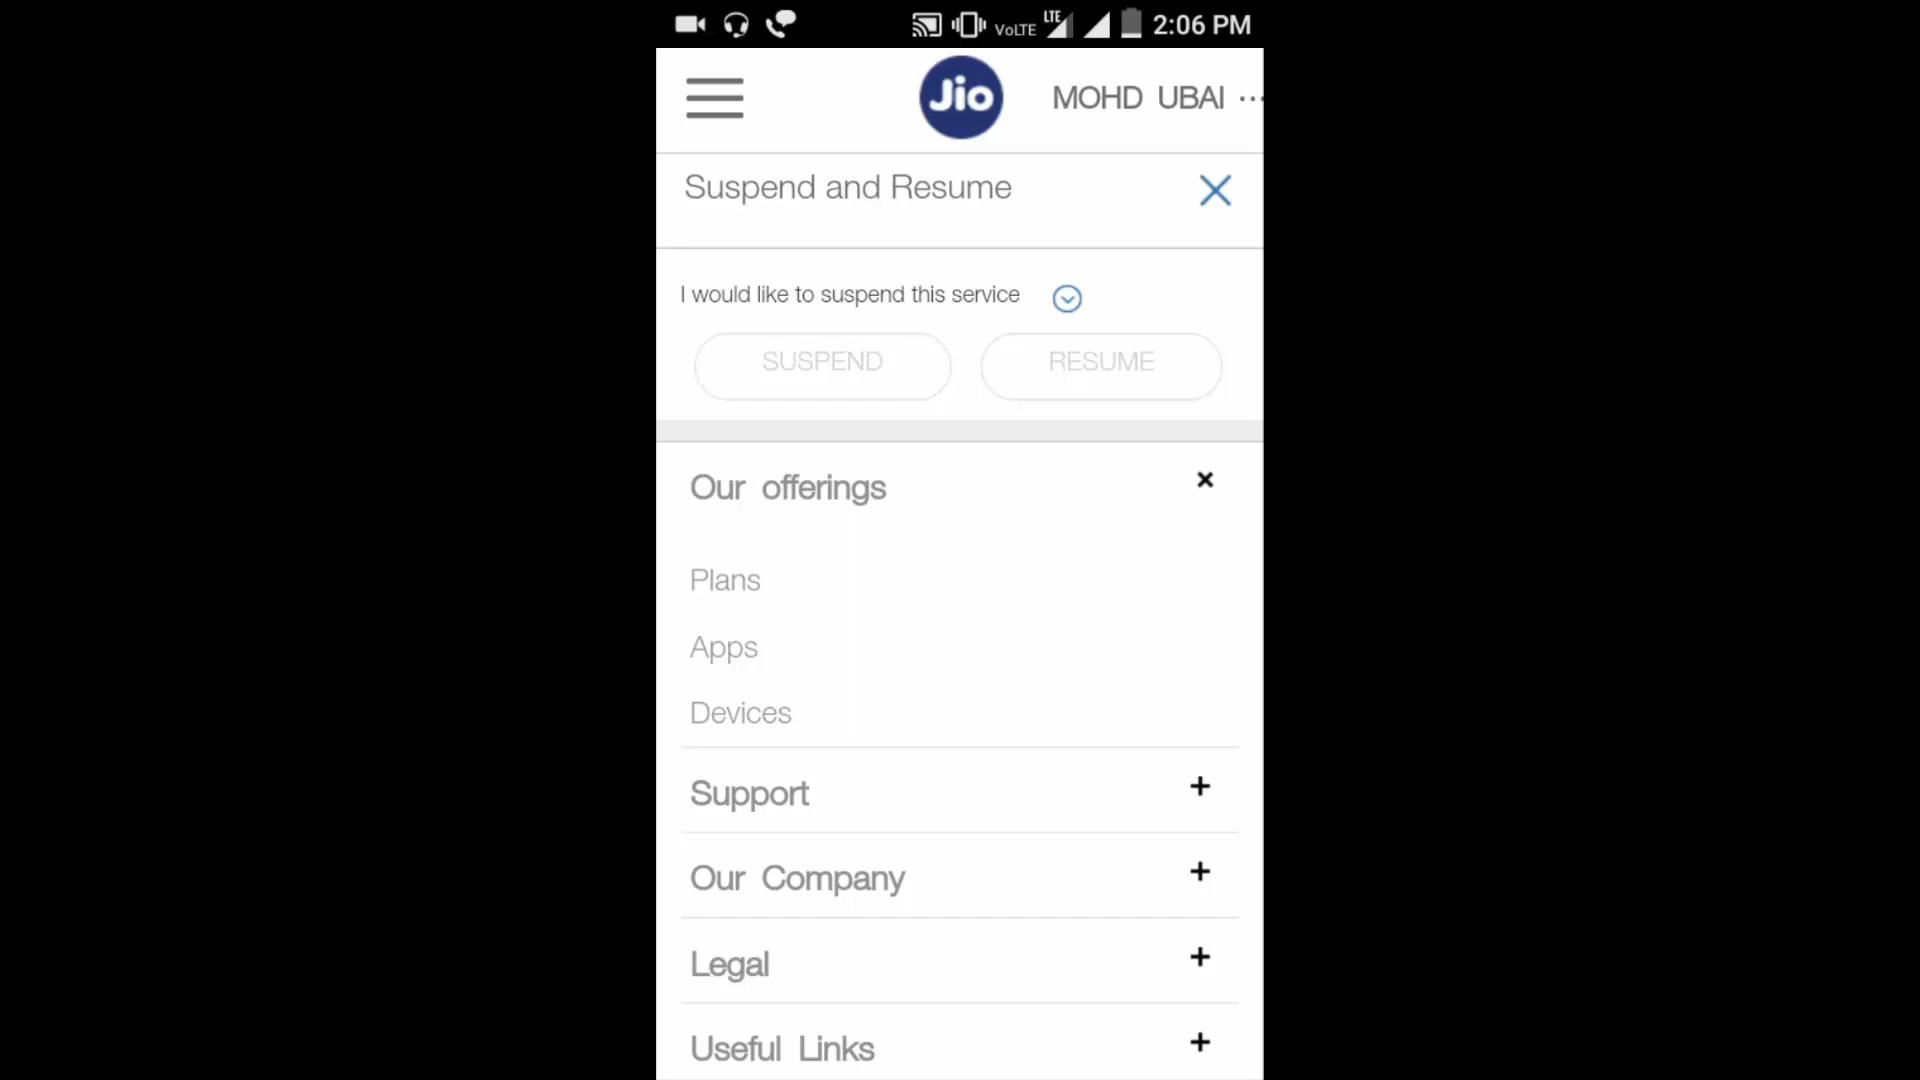 VoLTE LTE 2:06 PM
Jio MOHD UBAI ...
Suspend and Resume
I would like to suspend this service
SUSPEND RESUME
Our offerings
Plans
Apps
Devices
Support
Our Company
Legal
Useful Links